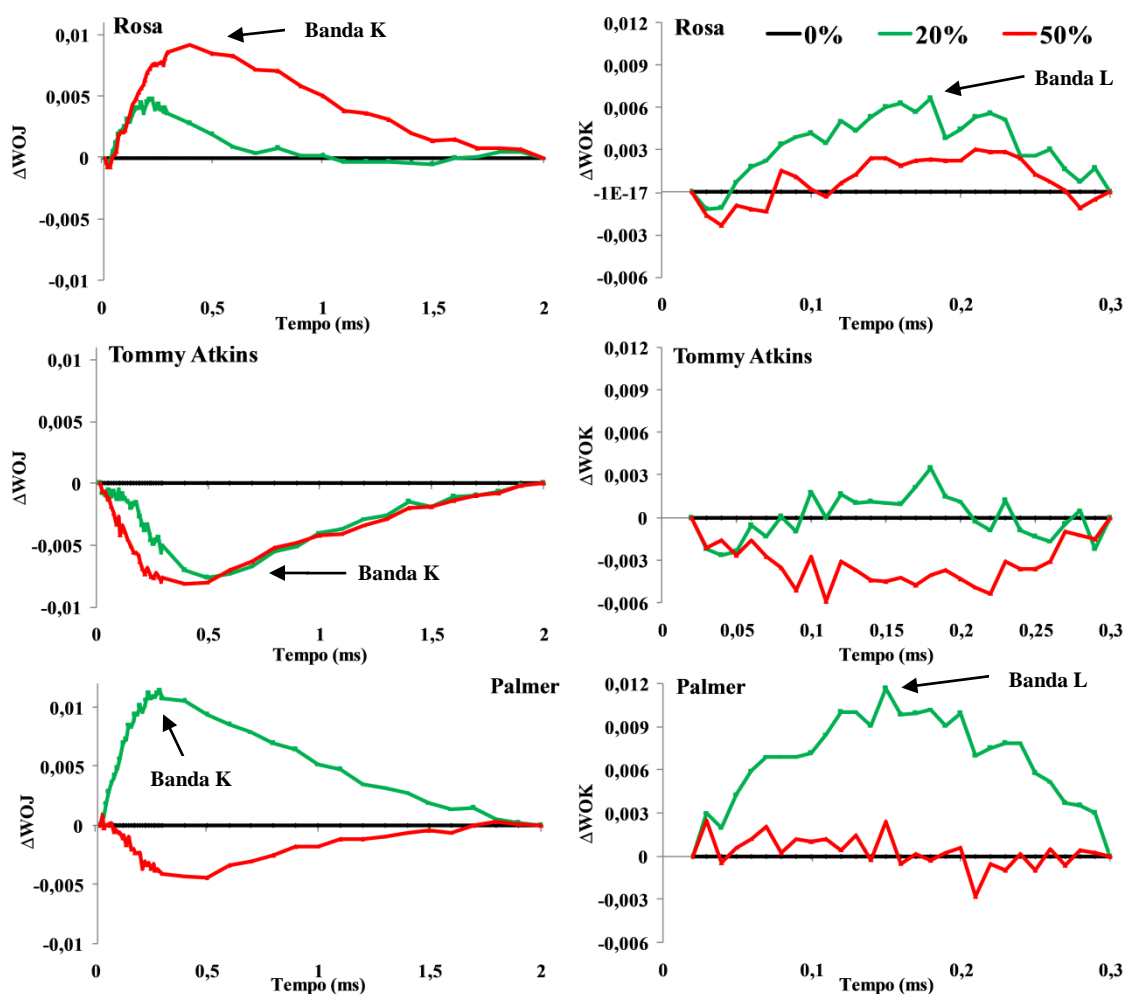 Rosa
Banda K
0,01
0,005
0
-0,005
-0,01
ΔWOJ
0
0,5
1
1,5
2
Tempo (ms)
Rosa
0%
20%
50%
Banda L
0,012
0,009
0,006
0,003
-1E-17
-0,003
-0,006
ΔWOK
0
0,1
0,2
0,3
Tempo (ms)
Tommy Atkins
0,01
0,005
0
-0,005
-0,01
ΔWOJ
Banda K
0
0,5
1
1,5
2
Tempo (ms)
Tommy Atkins
0,012
0,009
0,006
0,003
0
-0,003
-0,006
ΔWOK
0
0,05
0,1
0,15
0,2
0,25
0,3
Tempo (ms)
Palmer
0,01
0,005
0
-0,005
-0,01
ΔWOJ
Banda K
0
0,5
1
1,5
2
Tempo (ms)
Palmer
Banda L
0,012
0,009
0,006
0,003
0
-0,003
-0,006
ΔWOK
0
0,1
0,2
0,3
Tempo (ms)